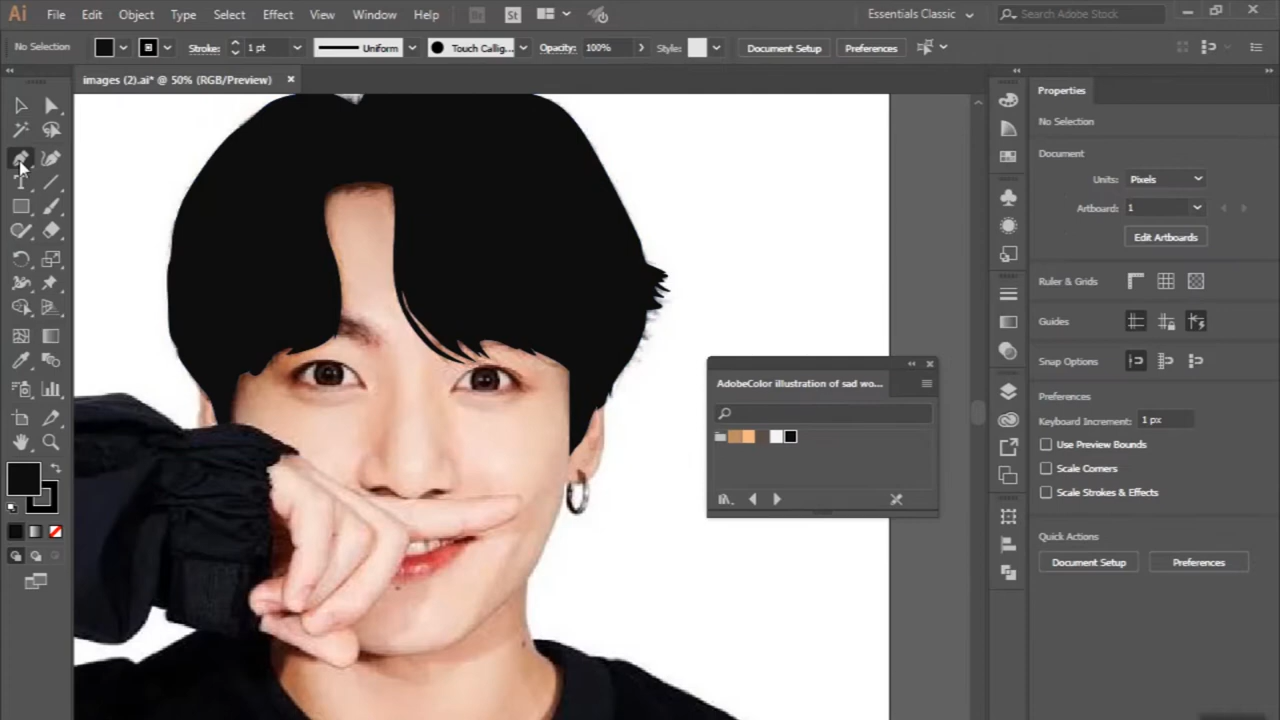 Ai File Edit Object Type Select Effect View Window Help Br St Essentials Classic Search Adobe Stock
No Selection Stroke: 1 pt Uniform Touch Callig... Opacity: 100% Style: Document Setup Preferences
images (2).ai* @ 50% (RGB/Preview)
Properties
No Selection
Document
Units: Pixels
Artboard: 1
Edit Artboards
Ruler & Grids
Guides
Snap Options
AdobeColor illustration of sad wo...
Preferences
Keyboard Increment: 1 px
Use Preview Bounds
Scale Corners
Scale Strokes & Effects
Quick Actions
Document Setup Preferences